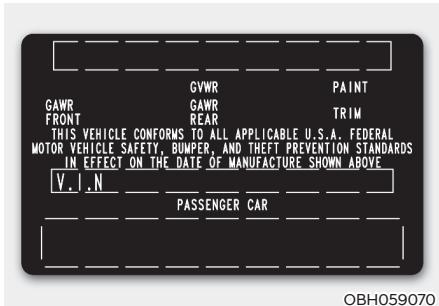 GVWR PAINT
GAWR FRONT GAWR REAR TRIM
THIS VEHICLE CONFORMS TO ALL APPLICABLE U.S.A. FEDERAL
MOTOR VEHICLE SAFETY, BUMPER, AND THEFT PREVENTION STANDARDS
IN EFFECT ON THE DATE OF MANUFACTURE SHOWN ABOVE
V.I.N
PASSENGER CAR
OBH059070